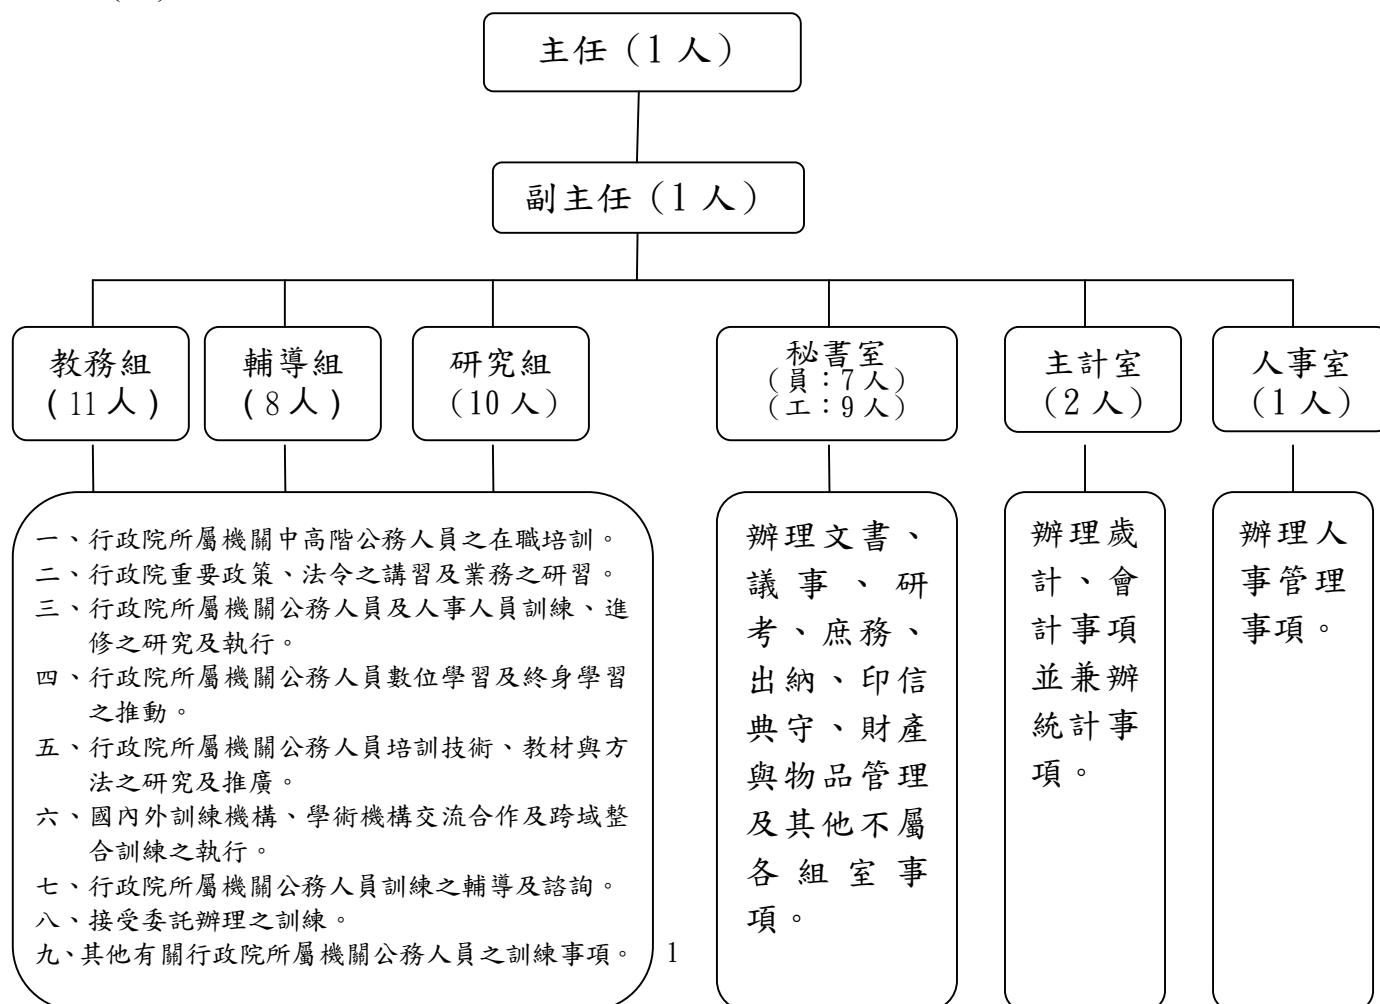 主任（1 人）
副主任（1 人）
教務組
( 11 人 )
輔導組
( 8 人 )
研究組
（10 人）
秘書室
（員：7 人）
（工：9 人）
主計室
（2 人）
人事室
（1 人）
一、行政院所屬機關中高階公務人員之在職培訓。
二、行政院重要政策、法令之講習及業務之研習。
三、行政院所屬機關公務人員及人事人員訓練、進
修之研究及執行。
四、行政院所屬機關公務人員數位學習及終身學習
之推動。
五、行政院所屬機關公務人員培訓技術、教材與方
法之研究及推廣。
六、國內外訓練機構、學術機構交流合作及跨域整
合訓練之執行。
七、行政院所屬機關公務人員訓練之輔導及諮詢。
八、接受委託辦理之訓練。
九、其他有關行政院所屬機關公務人員之訓練事項。
辦理文書、
議事、研
考、庶務、
出納、印信
典守、財產
與物品管理
及其他不屬
各組室事
項。
辦理歲
計、會
計事項
並兼辦
統計事
項。
辦理人
事管理
事項。
1